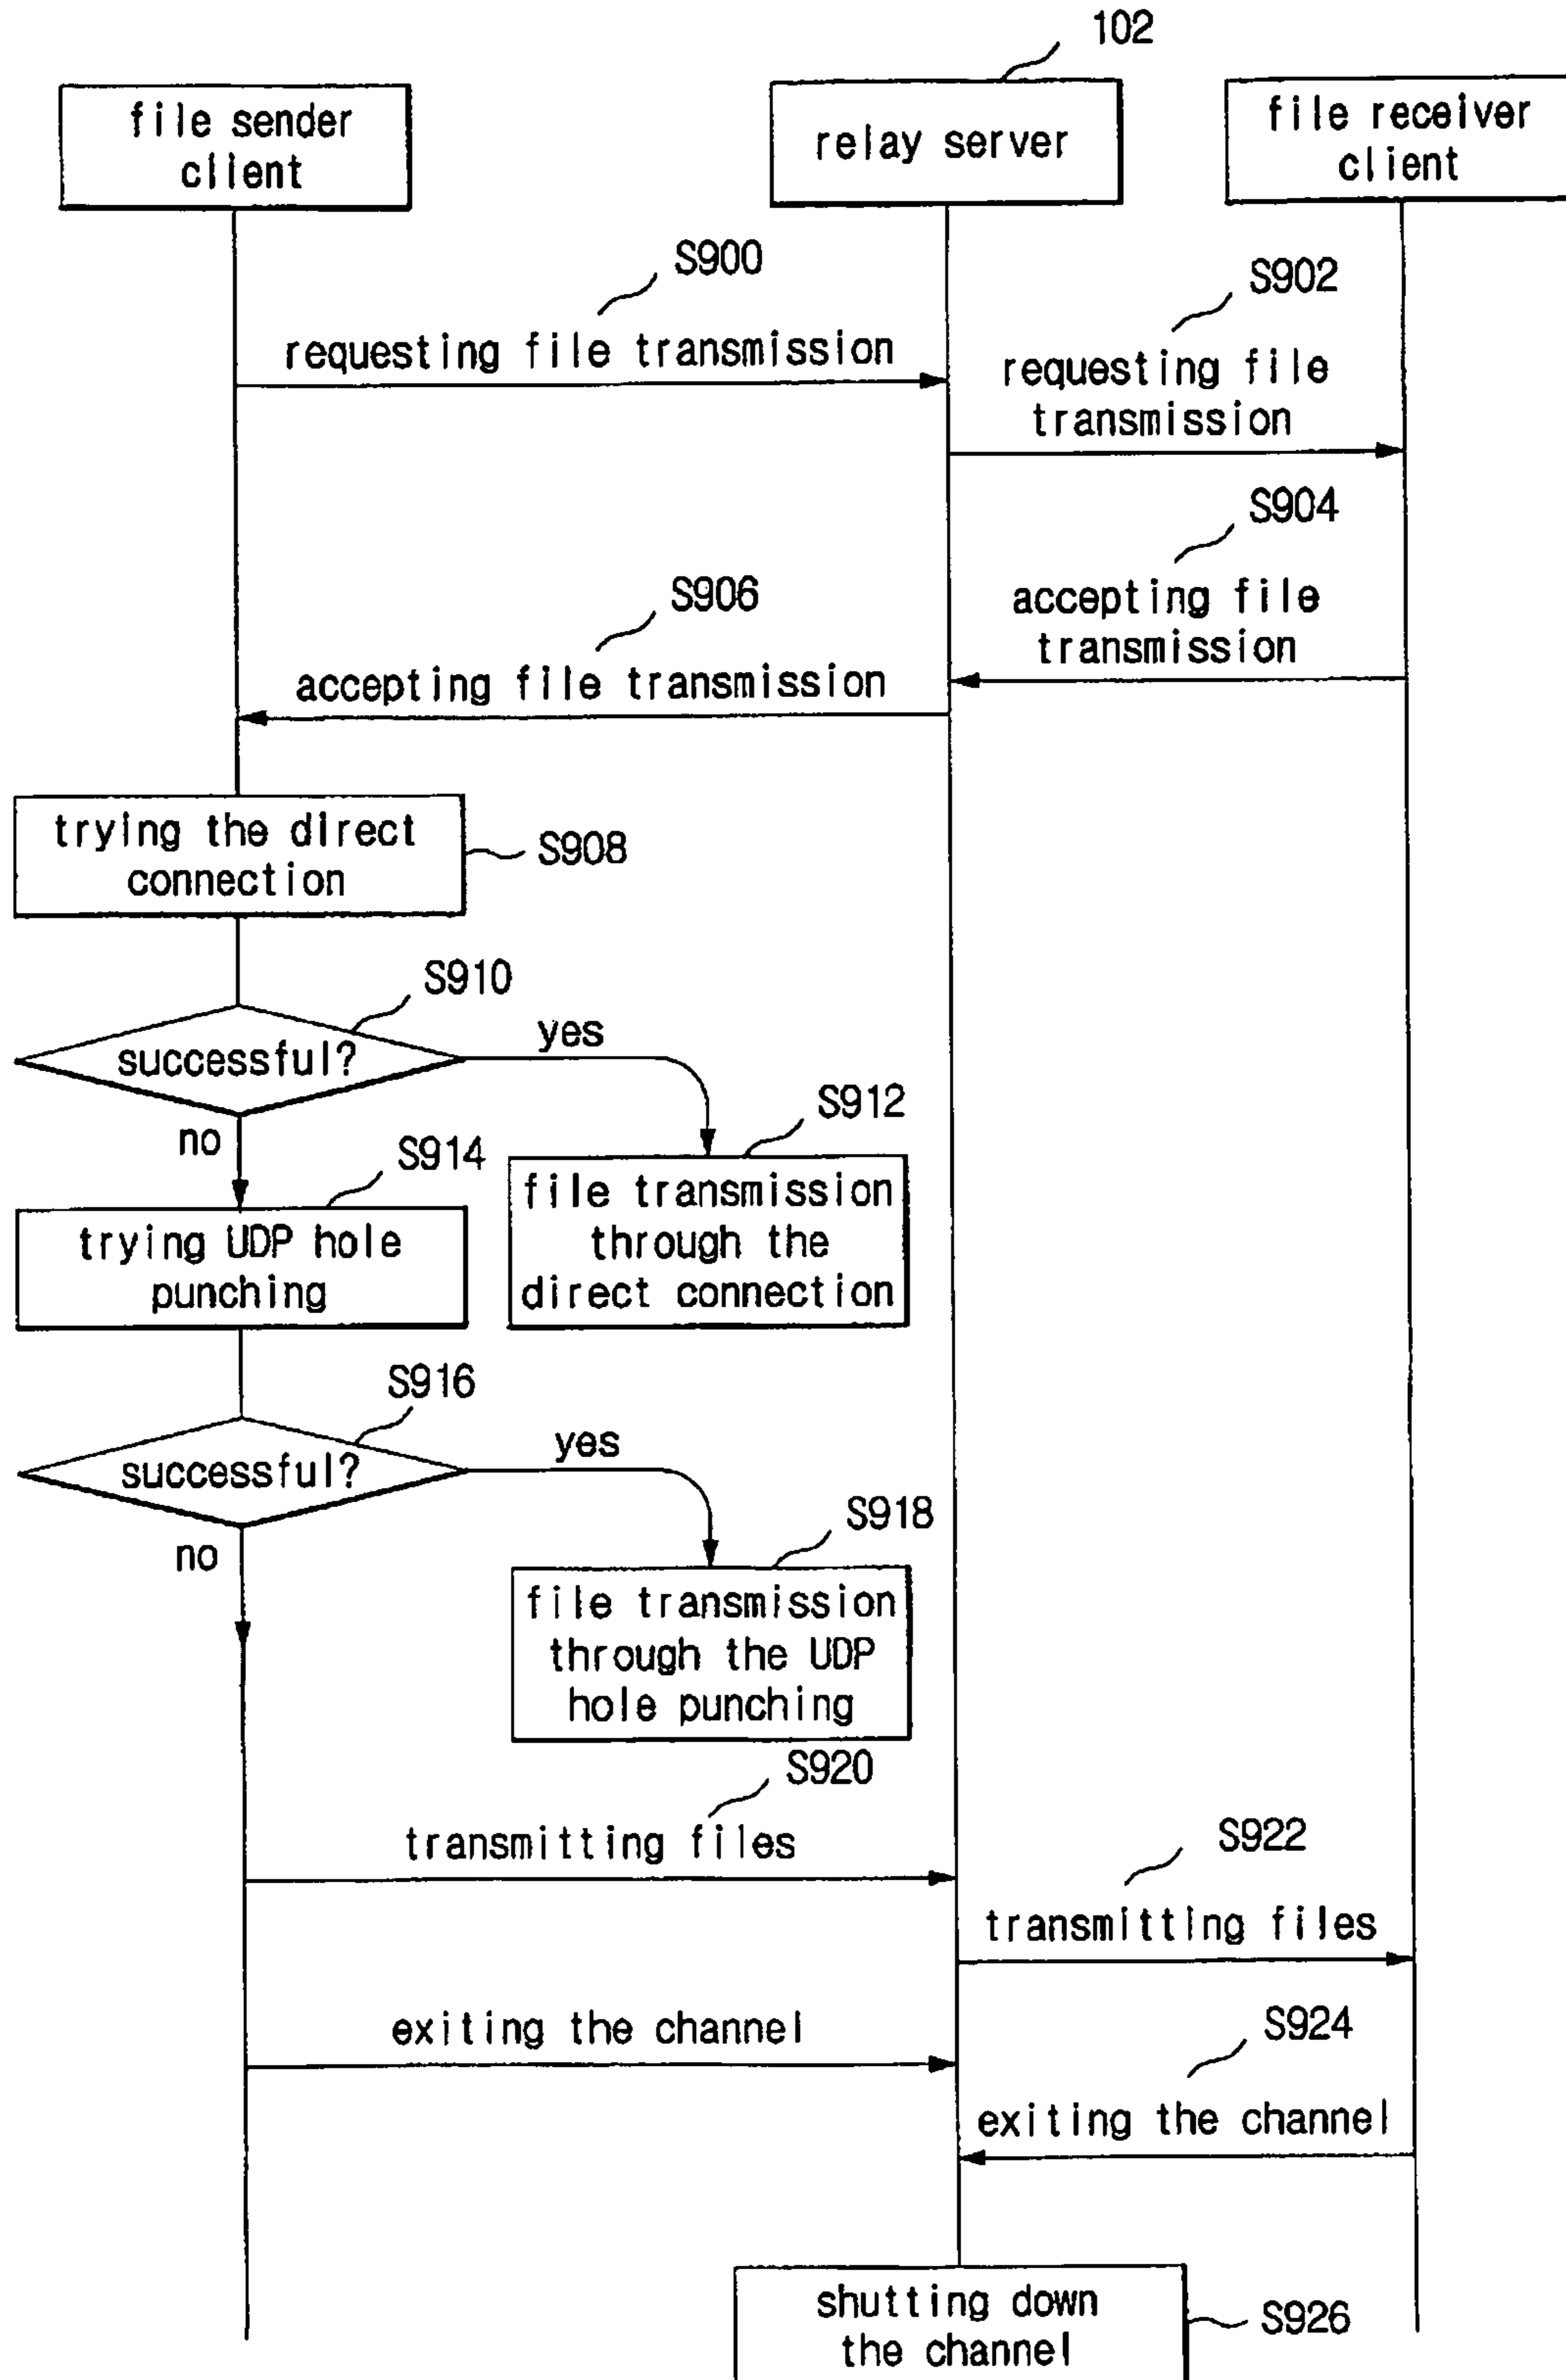 102
file sender
client
relay server
file receiver
client
S900
requesting file transmission
S902
requesting file
transmission
S904
accepting file
transmission
S906
accepting file transmission
trying the direct
connection
S908
S910
successful?
yes
no
S912
file transmission
through the
direct connection
S914
trying UDP hole
punching
S916
successful?
yes
no
S918
file transmission
through the UDP
hole punching
S920
transmitting files
S922
transmitting files
exiting the channel
S924
exiting the channel
shutting down
the channel
S926